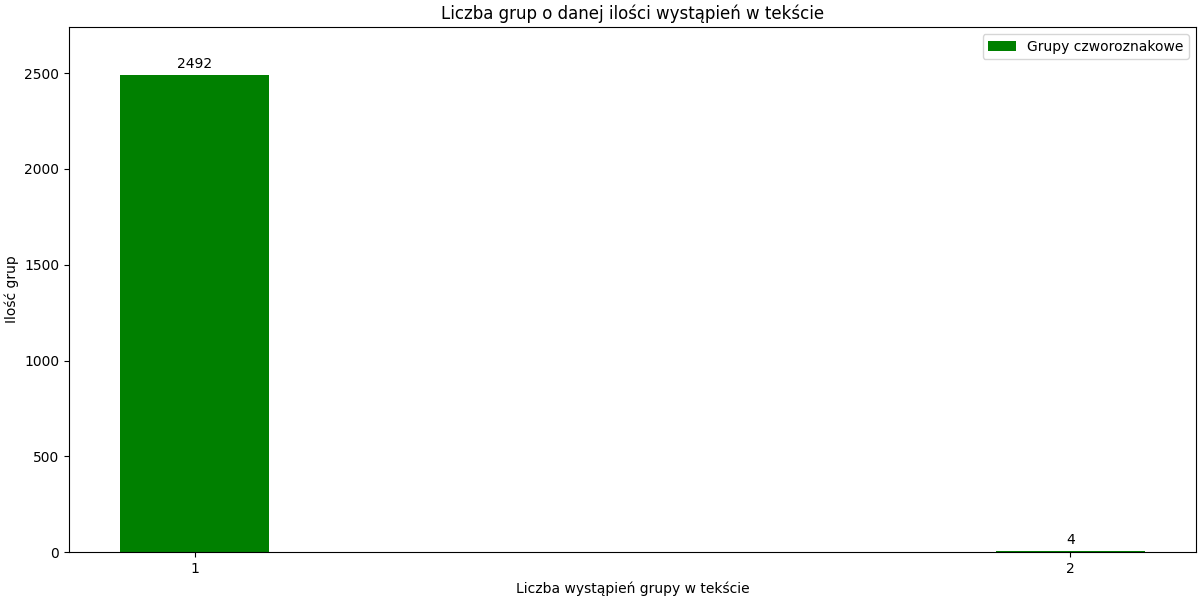 Liczba grup o danej ilości wystąpień w tekście
Grupy czworoznakowe
2492
4
2500
2000
1500
1000
500
0
Ilość grup
1
2
Liczba wystąpień grupy w tekście